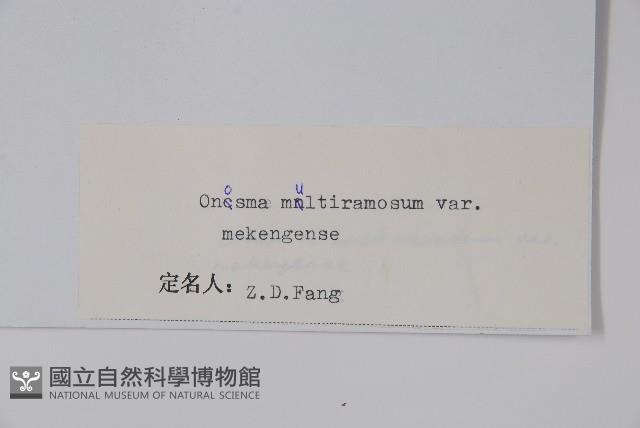 o u
Onesma mnltiramosum var.
mekengense
定名人: Z.D.Fang
國立自然科學博物館
NATIONAL MUSEUM OF NATURAL SCIENCE